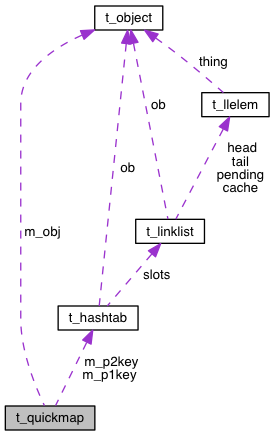 t_object
thing
t_llelem
ob
head
tail
pending
cache
ob
t_linklist
m_obj
slots
t_hashtab
m_p2key
m_p1key
t_quickmap